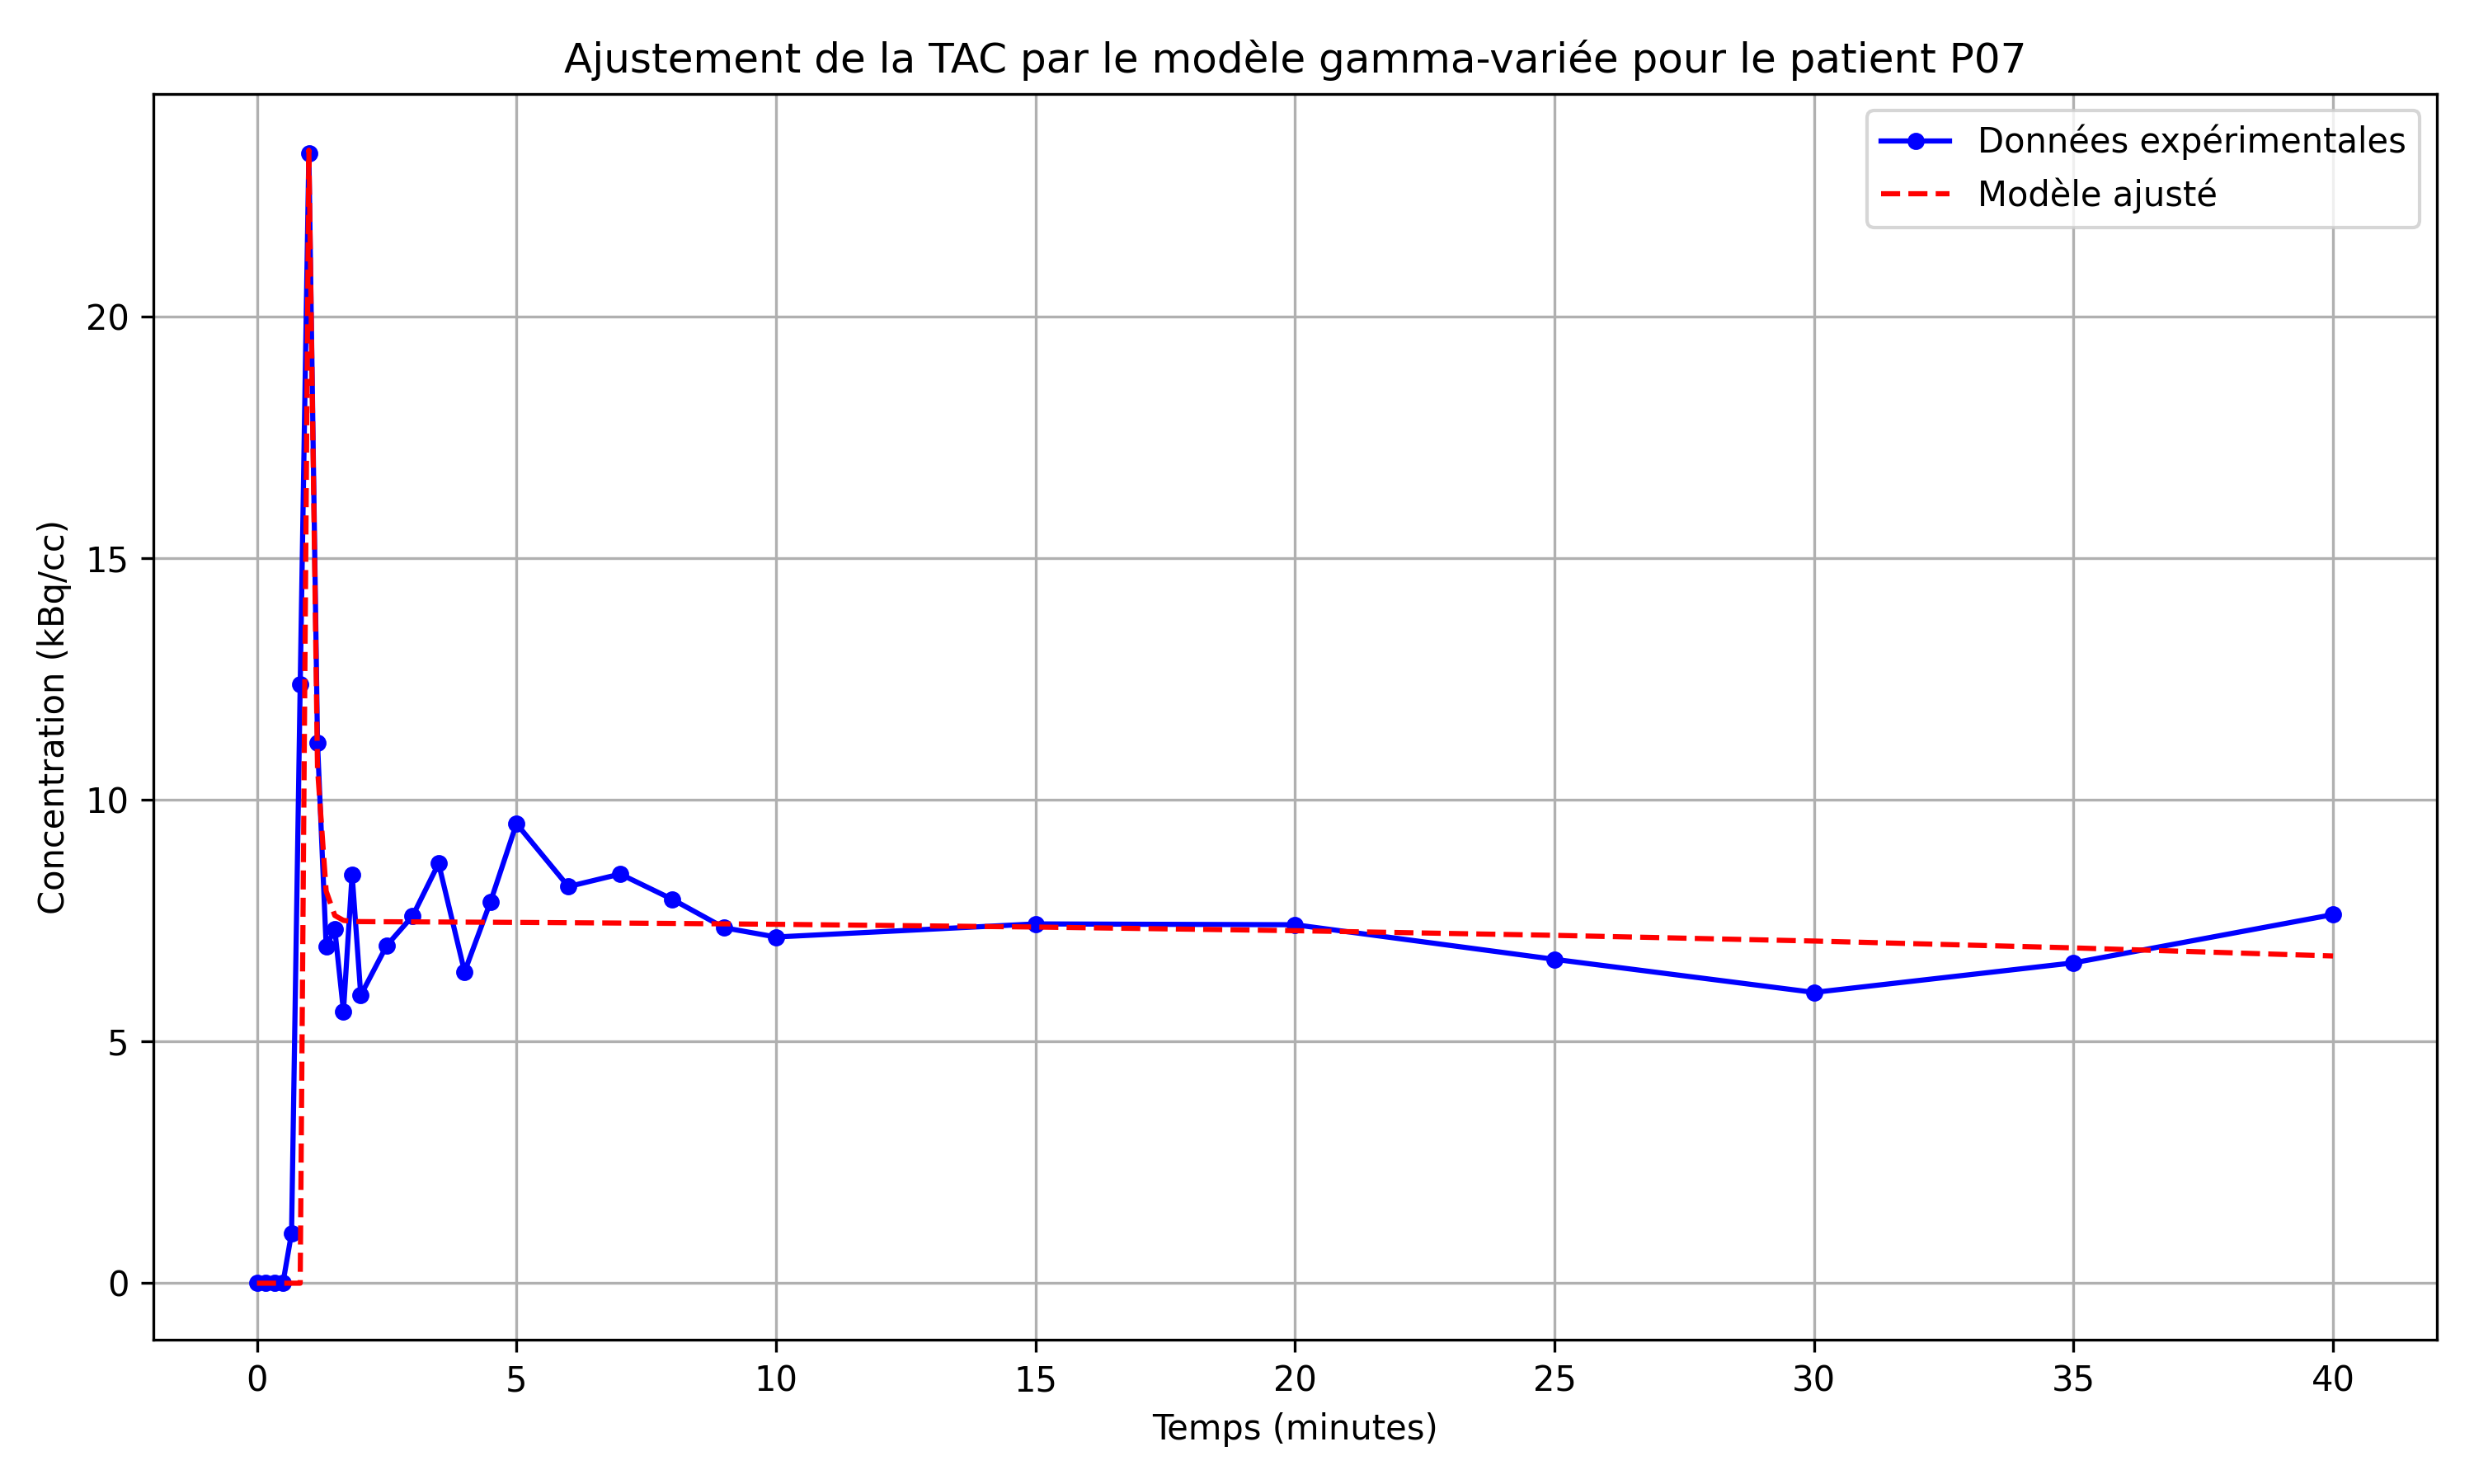 Ajustement de la TAC par le modèle gamma-variée pour le patient P07
Données expérimentales
Modèle ajusté
Concentration (kBq/cc)
20
15
10
5
0
0 5 10 15 20 25 30 35 40
Temps (minutes)